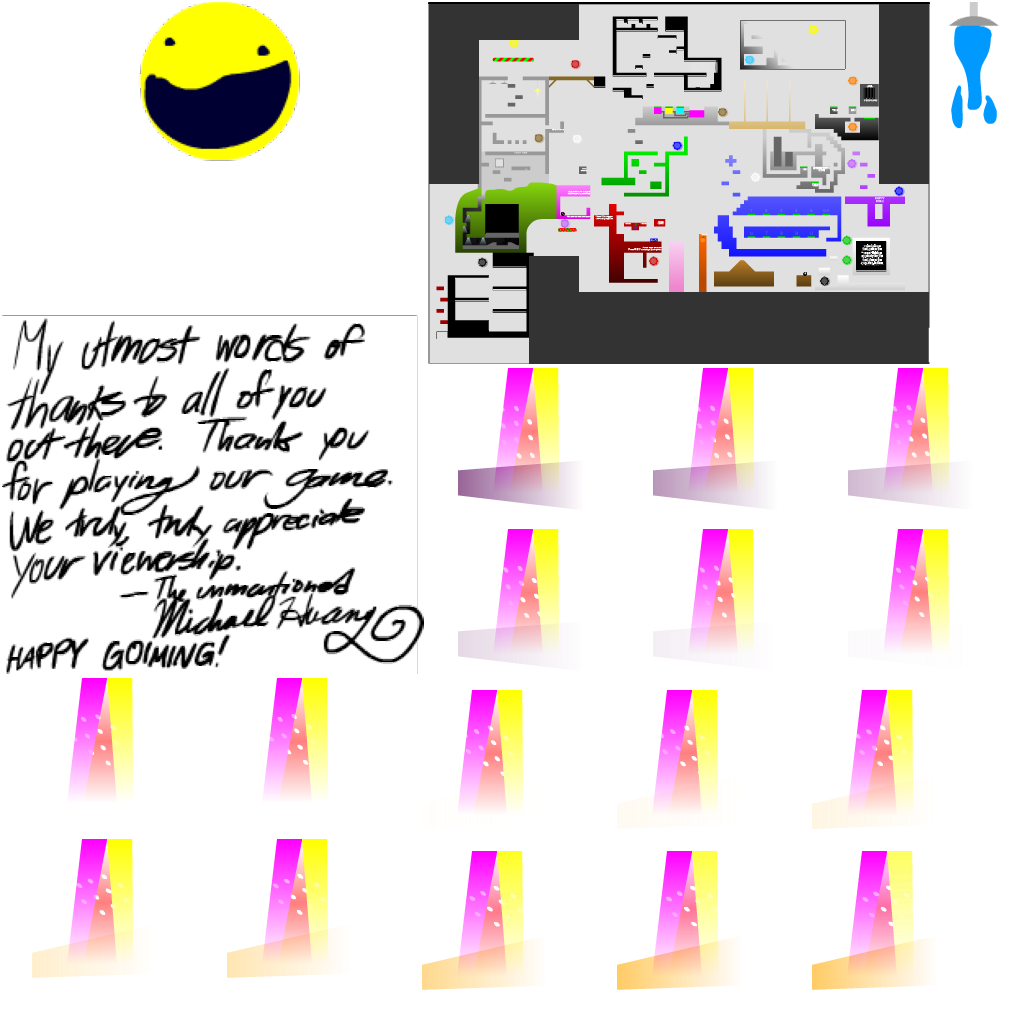 My utmost words of
thanks to all of you
out there. Thanks you
for playing our game.
We truly, truly appreciate
your viewership.
— The unmentioned
Michael Huang
HAPPY GOIMING!